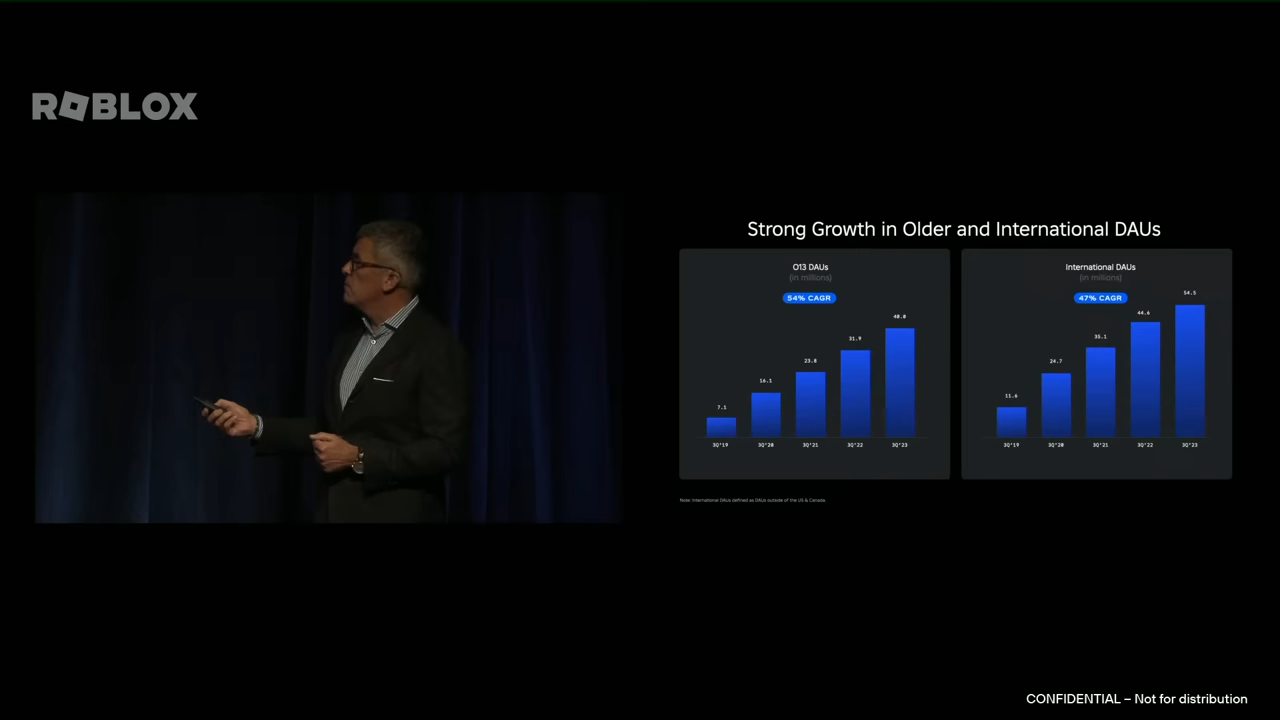 ROBLOX
Strong Growth in Older and International DAUs
O13 DAUs
(in millions)
54% CAGR
7.1
16.1
23.8
31.9
40.0
3Q'19
3Q'20
3Q'21
3Q'22
3Q'23
International DAUs
(in millions)
47% CAGR
11.6
24.7
35.1
44.6
54.5
3Q'19
3Q'20
3Q'21
3Q'22
3Q'23
Note: International DAUs defined as DAUs outside of the US & Canada
CONFIDENTIAL – Not for distribution